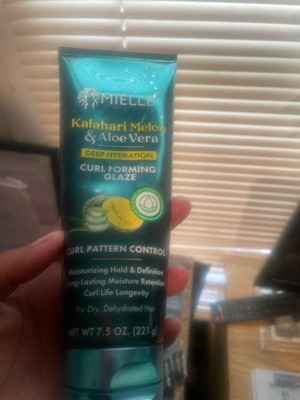 MIELLE
Kalahari Melon
& Aloe Vera
DEEP HYDRATION
CURL FORMING
GLAZE
CURL PATTERN CONTROL
Moisturizing Hold & Definition
Long-Lasting Moisture Retention
Curl Life Longevity
For Dry, Dehydrated Hair
NET WT 7.5 OZ. (221 g)